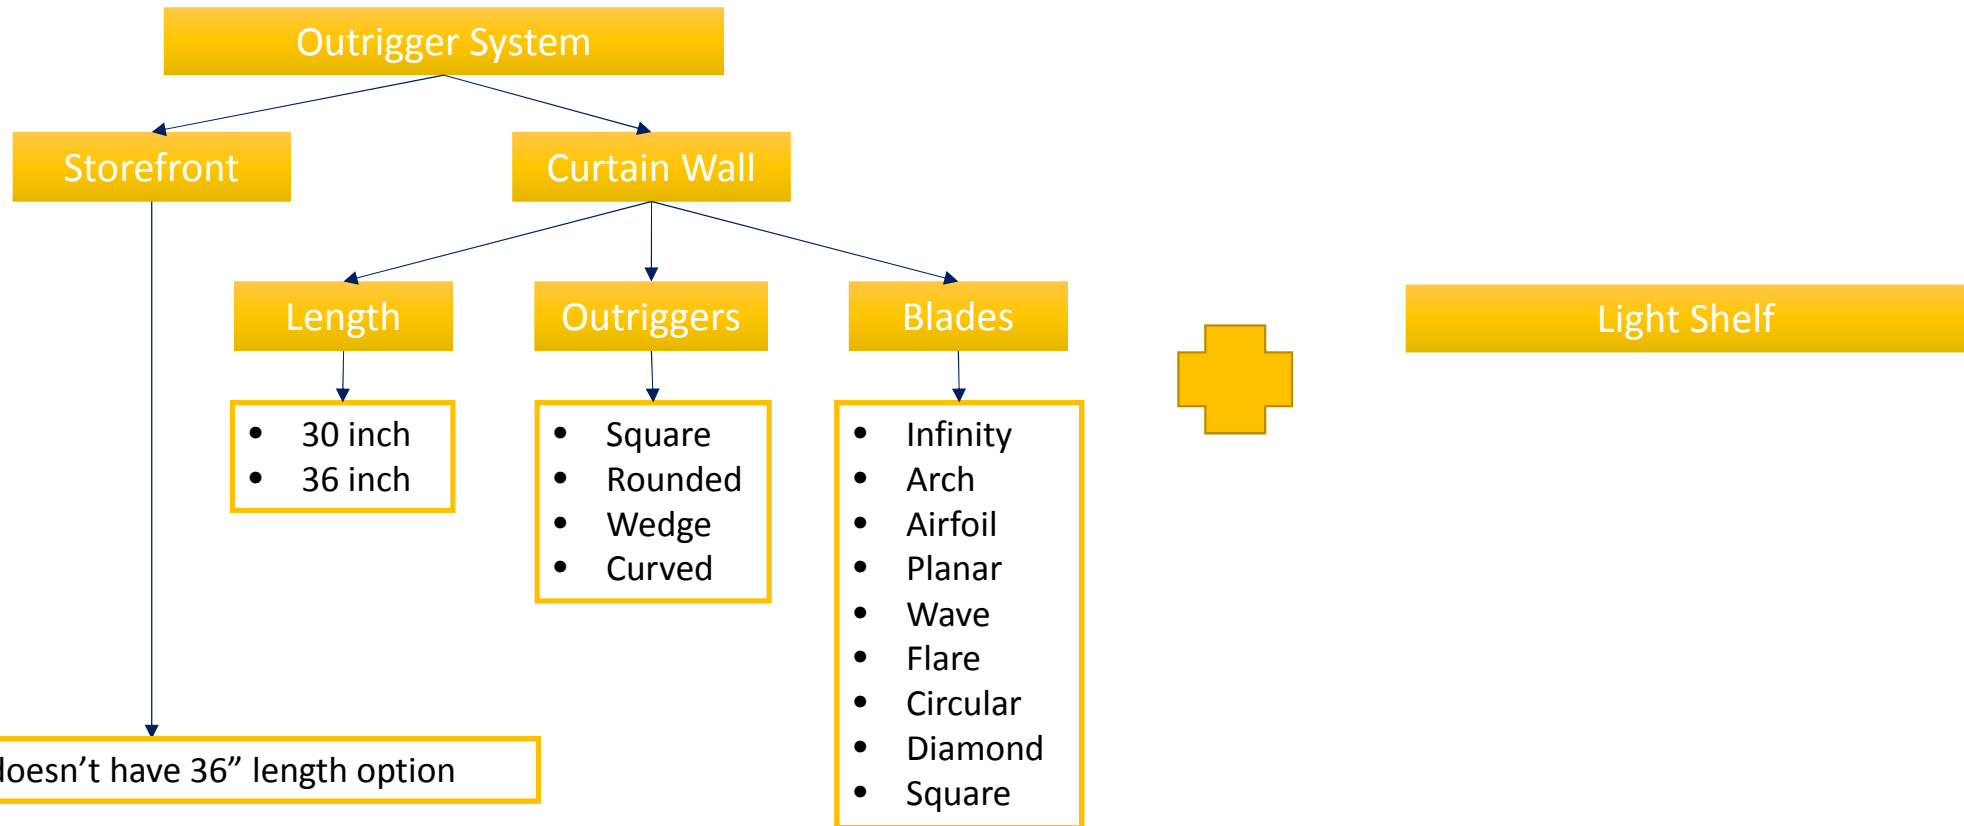 Outrigger System
Storefront
Curtain Wall
Length
Outriggers
Blades
Light Shelf
• 30 inch
• 36 inch
• Square
• Rounded
• Wedge
• Curved
• Infinity
• Arch
• Airfoil
• Planar
• Wave
• Flare
• Circular
• Diamond
• Square
doesn’t have 36” length option